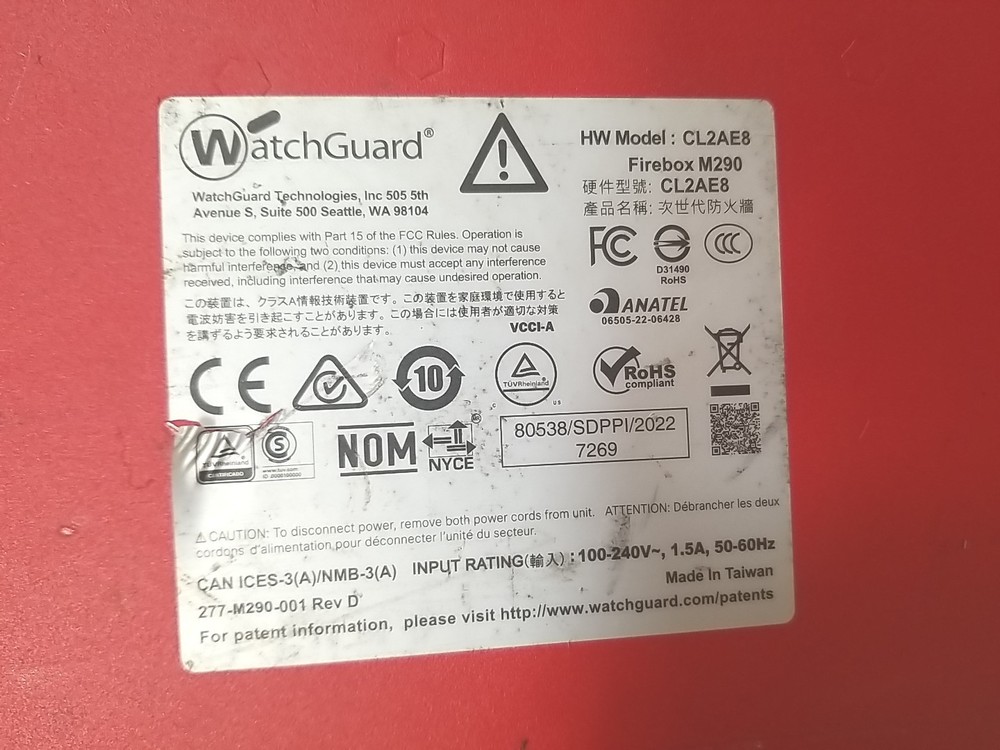 WatchGuard®
WatchGuard Technologies, Inc 505 5th
Avenue S, Suite 500 Seattle, WA 98104
HW Model : CL2AE8
Firebox M290
硬件型號: CL2AE8
產品名稱: 次世代防火牆
This device complies with Part 15 of the FCC Rules. Operation is
subject to the following two conditions: (1) this device may not cause
harmful interference, and (2) this device must accept any interference
received, including interference that may cause undesired operation.
この装置は、クラスA情報技術装置です。この装置を家庭環境で使用すると
電波妨害を引き起こすことがあります。この場合には使用者が適切な対策
を講ずるよう要求されることがあります。
VCCI-A
FC
CCC
D31490
RoHS
ANATEL
06505-22-06428
CE
10
TÜVRheinland
c us
RoHS
compliant
TÜVRheinland
CERTIFICADO
S
www.tuv.com
NOM
NYCE
80538/SDPPI/2022
7269
CAUTION: To disconnect power, remove both power cords from unit. ATTENTION: Débrancher les deux
cordons d'alimentation pour déconnecter l'unité du secteur.
CAN ICES-3(A)/NMB-3(A) INPUT RATING(輸入) : 100-240V~, 1.5A, 50-60Hz
277-M290-001 Rev D
Made In Taiwan
For patent information, please visit http://www.watchguard.com/patents